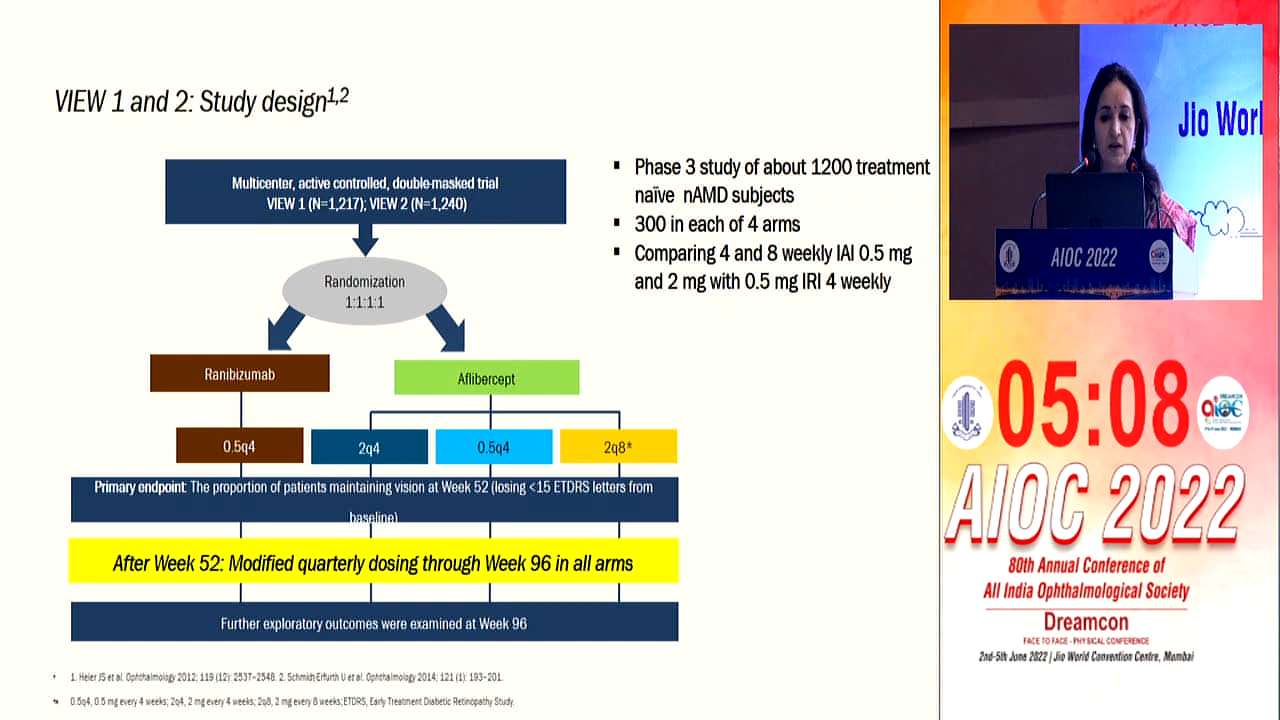 VIEW 1 and 2: Study design1,2
Multicenter, active controlled, double-masked trial
VIEW 1 (N=1,217); VIEW 2 (N=1,240)
Randomization
1:1:1:1
Ranibizumab
Aflibercept
0.5q4
2q4
0.5q4
2q8*
Primary endpoint: The proportion of patients maintaining vision at Week 52 (losing <15 ETDRS letters from
baseline)
After Week 52: Modified quarterly dosing through Week 96 in all arms
Further exploratory outcomes were examined at Week 96
▪ Phase 3 study of about 1200 treatment
naïve nAMD subjects
▪ 300 in each of 4 arms
▪ Comparing 4 and 8 weekly IAI 0.5 mg
and 2 mg with 0.5 mg IRI 4 weekly
1. Heier JS et al. Ophthalmology 2012; 119 (12): 2537–2548. 2. Schmidt-Erfurth U et al. Ophthalmology 2014; 121 (1): 193–201.
0.5q4, 0.5 mg every 4 weeks; 2q4, 2 mg every 4 weeks; 2q8, 2 mg every 8 weeks; ETDRS, Early Treatment Diabetic Retinopathy Study.
Jio Worl
AIOC 2022
05:08
AIOC 2022
80th Annual Conference of
All India Ophthalmological Society
Dreamcon
FACE TO FACE - PHYSICAL CONFERENCE
2nd-5th June 2022 | Jio World Convention Centre, Mumbai